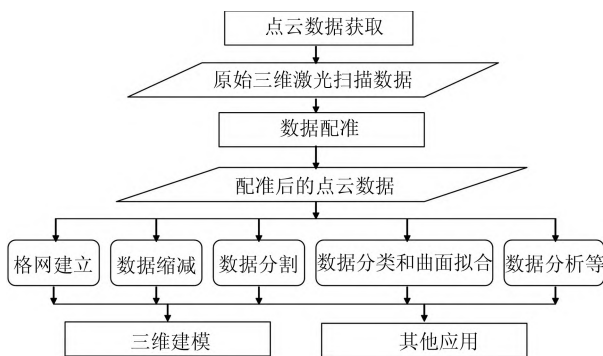 点云数据获取
原始三维激光扫描数据
数据配准
配准后的点云数据
格网建立
数据缩减
数据分割
数据分类和曲面拟合
数据分析等
三维建模
其他应用